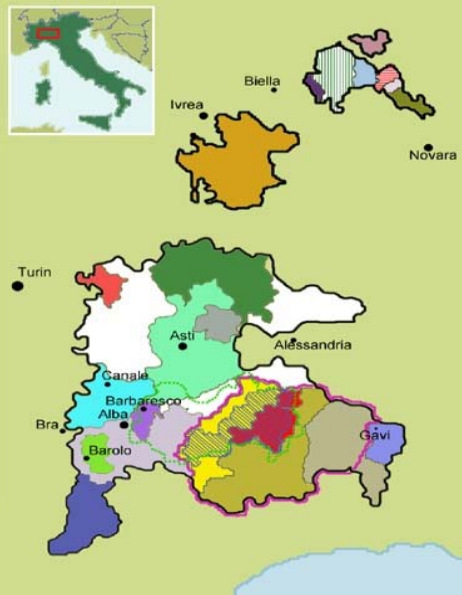 Biella
Ivrea
Novara
Turin
Asti
Alessandria
Canale
Barbaresco
Alba
Bra
Gavi
Barolo